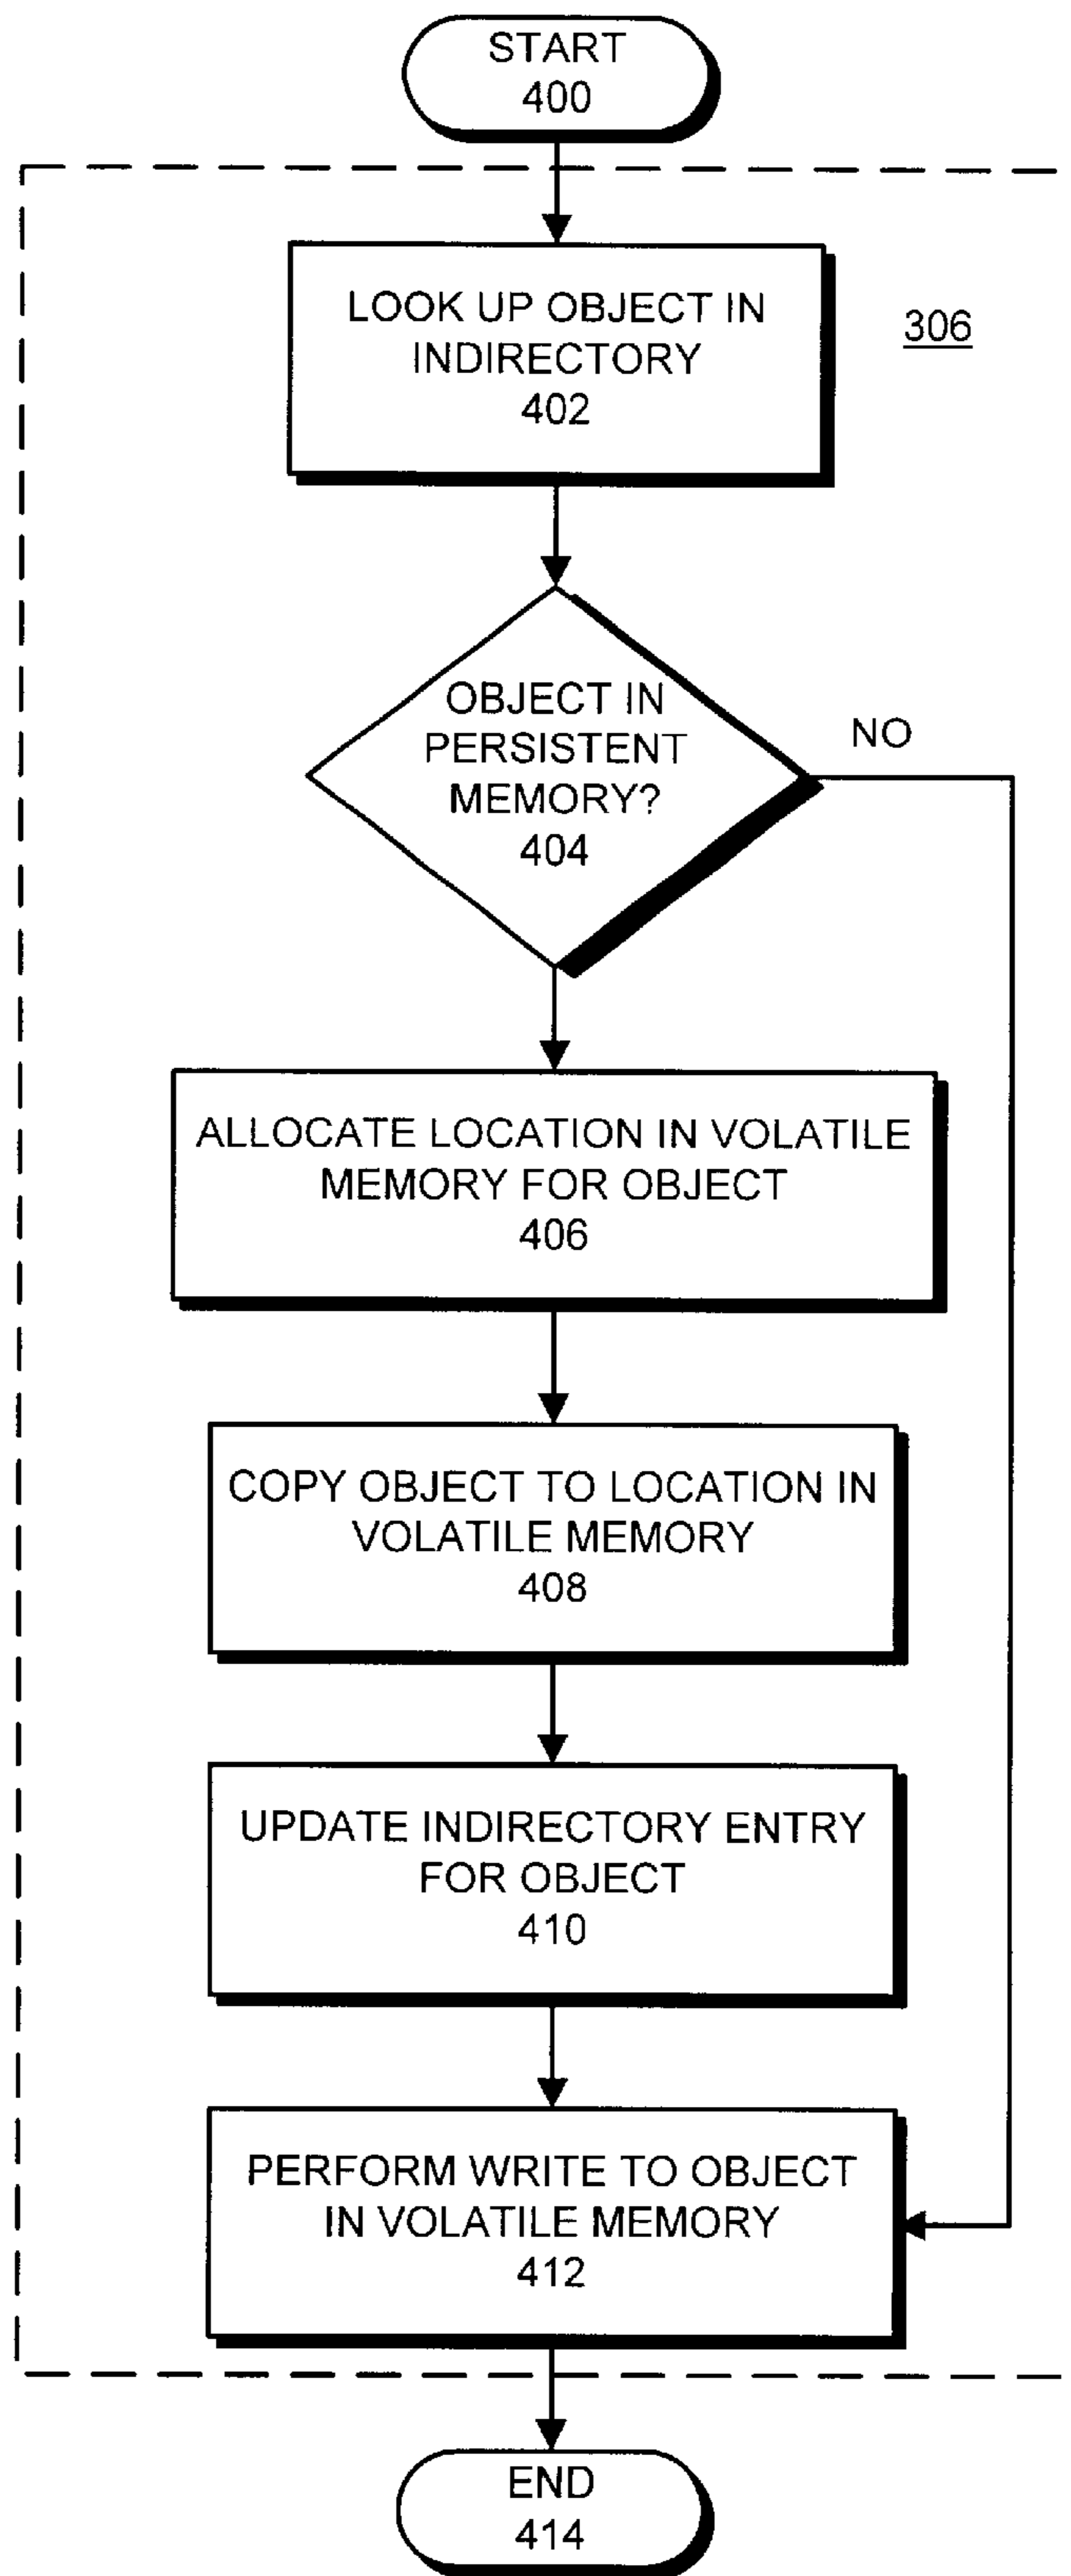 START
400
LOOK UP OBJECT IN
INDIRECTORY
402
306
OBJECT IN
PERSISTENT
MEMORY?
404
NO
ALLOCATE LOCATION IN VOLATILE
MEMORY FOR OBJECT
406
COPY OBJECT TO LOCATION IN
VOLATILE MEMORY
408
UPDATE INDIRECTORY ENTRY
FOR OBJECT
410
PERFORM WRITE TO OBJECT
IN VOLATILE MEMORY
412
END
414